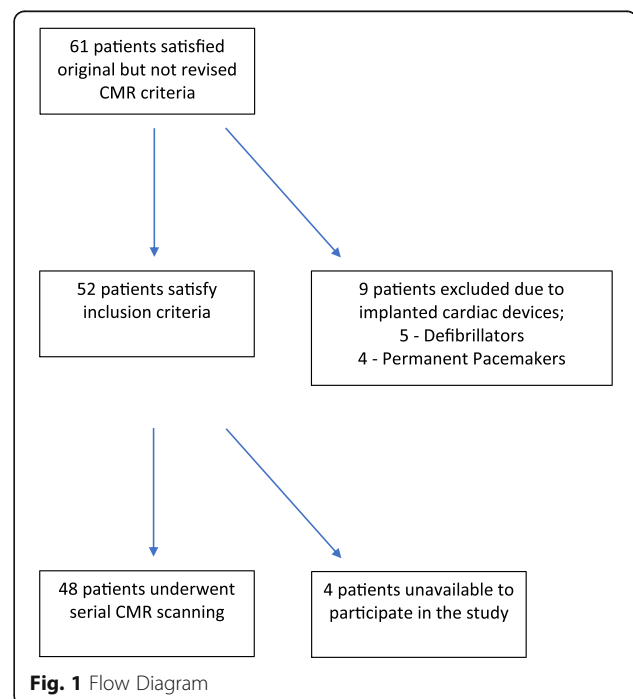 61 patients satisfied
original but not revised
CMR criteria
52 patients satisfy
inclusion criteria
9 patients excluded due to
implanted cardiac devices;
5 - Defibrillators
4 - Permanent Pacemakers
48 patients underwent
serial CMR scanning
4 patients unavailable to
participate in the study
Fig. 1 Flow Diagram